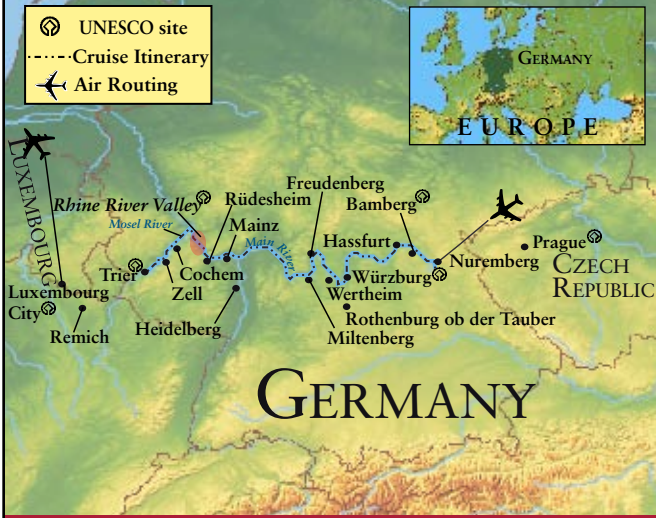 UNESCO site
Cruise Itinerary
Air Routing
GERMANY
EUROPE
LUXEMBOURG
Rhine River Valley
Mosel River
Rüdesheim
Mainz
Main River
Freudenberg
Bamberg
Hassfurt
Prague
CZECH
REPUBLIC
Nuremberg
Trier
Cochem
Zell
Würzburg
Wertheim
Luxembourg
City
Remich
Heidelberg
Rothenburg ob der Tauber
Miltenberg
GERMANY